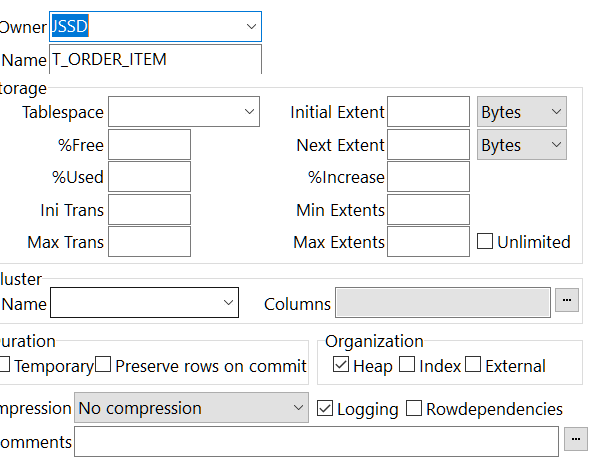 Owner JSSD
Name T_ORDER_ITEM
torage
Tablespace Initial Extent Bytes
%Free Next Extent Bytes
%Used %Increase
Ini Trans Min Extents
Max Trans Max Extents Unlimited
luster
Name Columns ...
uration Organization
Temporary Preserve rows on commit Heap Index External
mpression No compression Logging Rowdependencies
omments ...